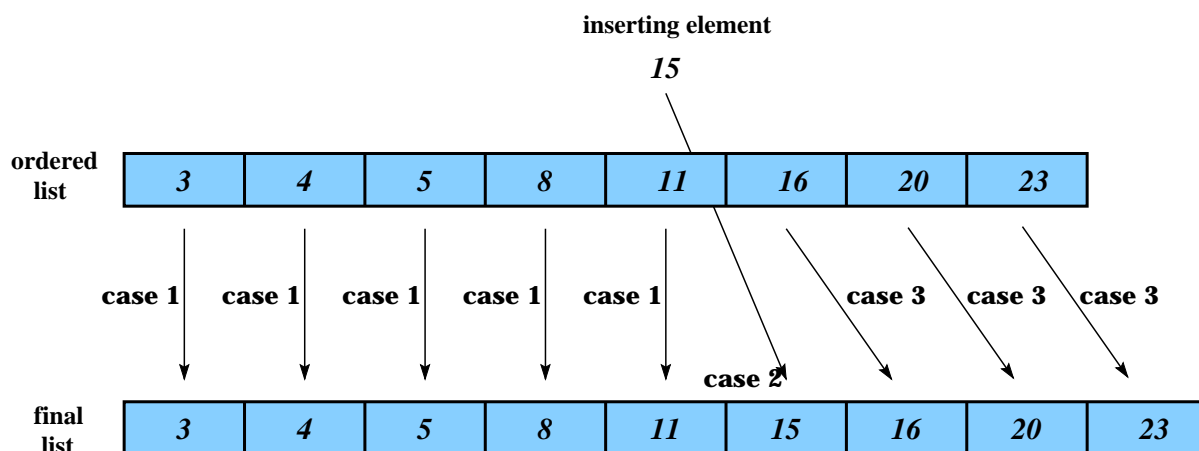 inserting element
15
ordered
list
3 4 5 8 11 16 20 23
case 1 case 1 case 1 case 1 case 1 case 3 case 3 case 3
case 2
final
list
3 4 5 8 11 15 16 20 23